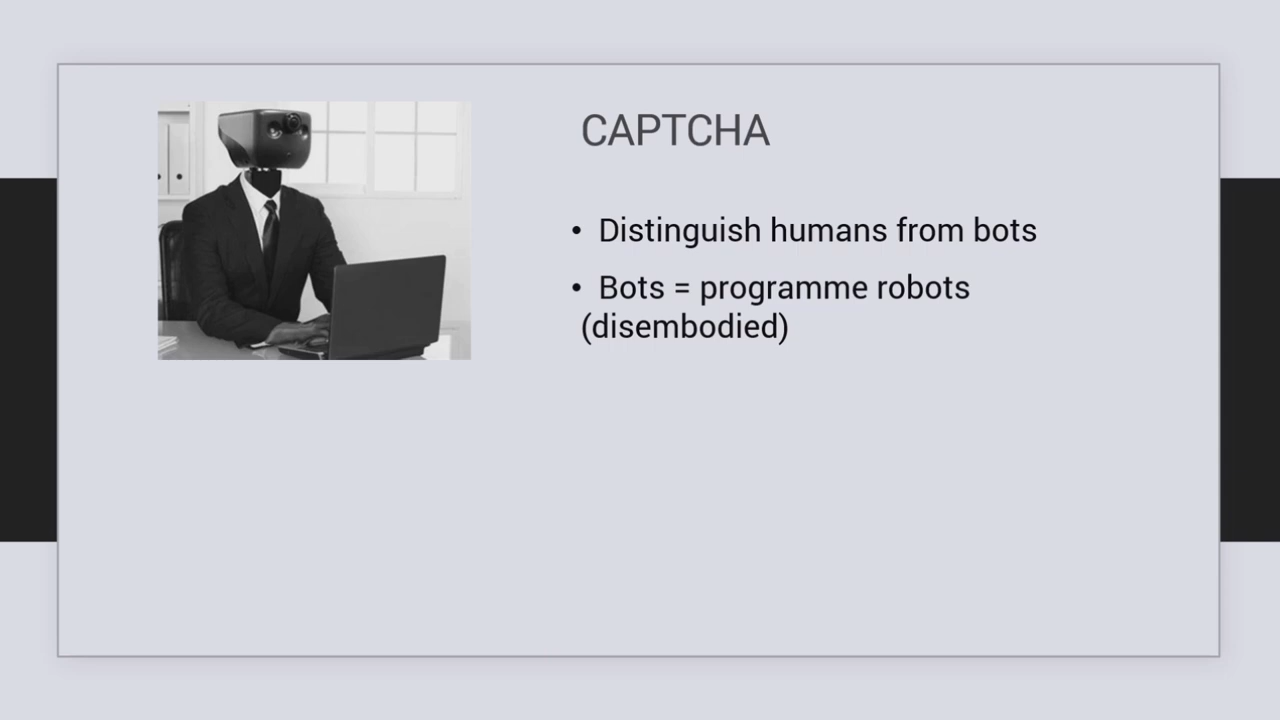 CAPTCHA
• Distinguish humans from bots
• Bots = programme robots
(disembodied)